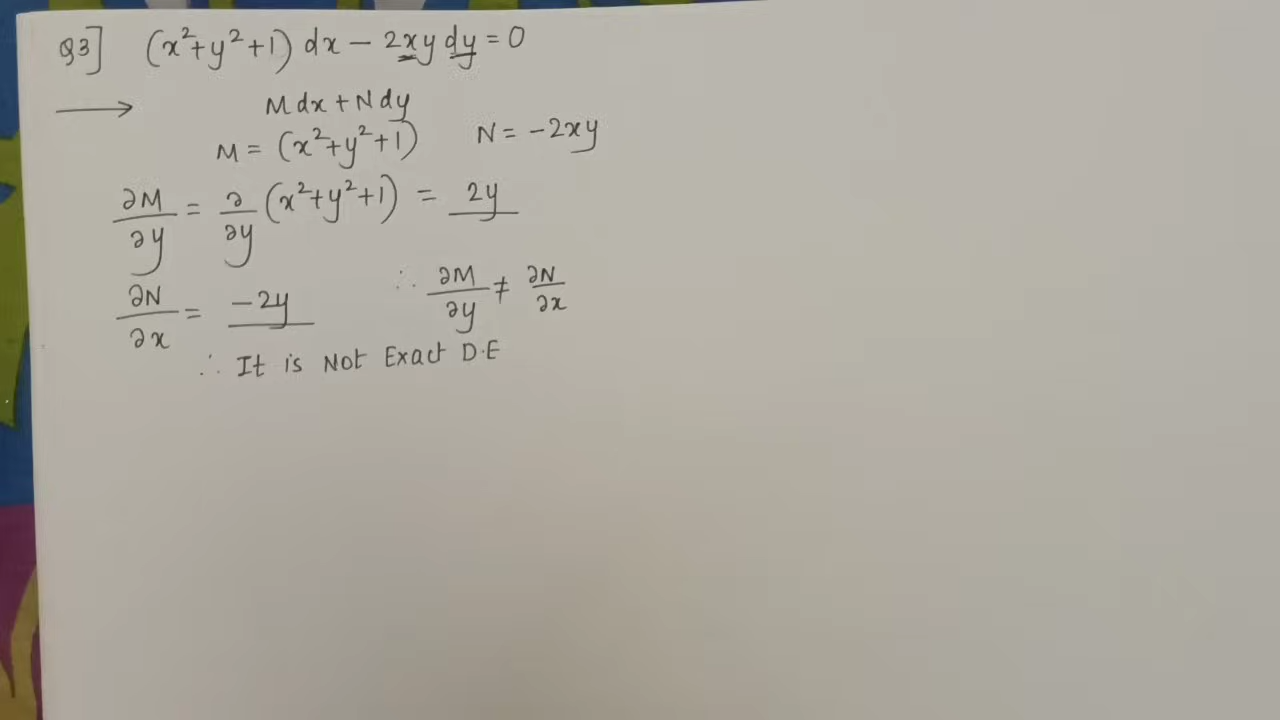 Q3] (x²+y²+1) dx − 2xy dy = 0
M dx + N dy
M = (x²+y²+1) N = −2xy
∂M/∂y = ∂/∂y (x²+y²+1) = 2y
∂N/∂x = −2y ∴ ∂M/∂y ≠ ∂N/∂x
∴ It is Not Exact D.E